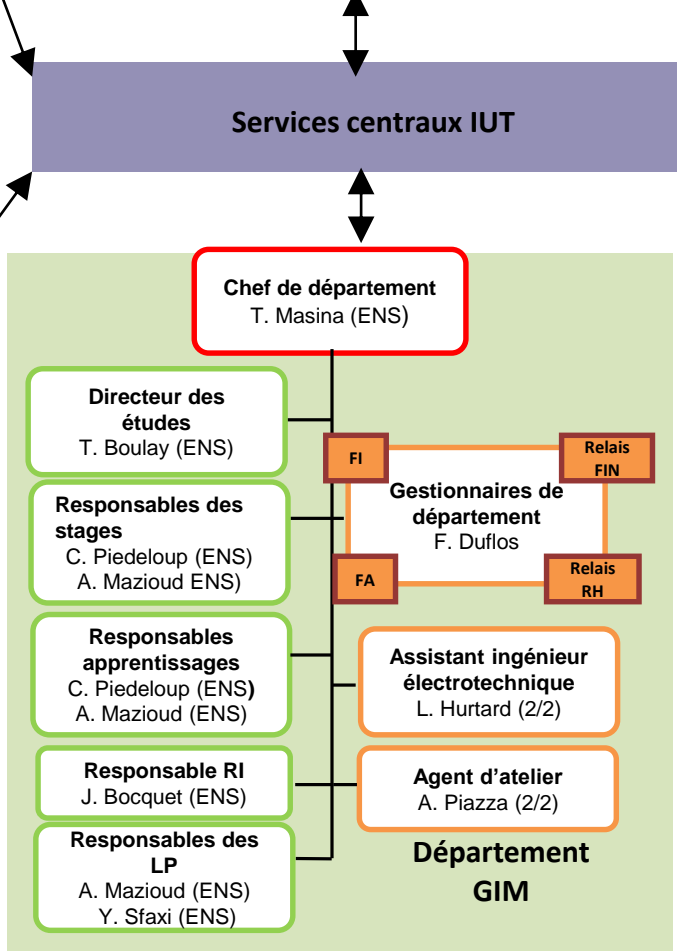 Services centraux IUT
Chef de département
T. Masina (ENS)
Directeur des
études
T. Boulay (ENS)
Responsables des
stages
C. Piedeloup (ENS)
A. Mazioud ENS)
Responsables
apprentissages
C. Piedeloup (ENS)
A. Mazioud (ENS)
Responsable RI
J. Bocquet (ENS)
Responsables des
LP
A. Mazioud (ENS)
Y. Sfaxi (ENS)
FI
Relais
FIN
Gestionnaires de
département
F. Duflos
FA
Relais
RH
Assistant ingénieur
électrotechnique
L. Hurtard (2/2)
Agent d’atelier
A. Piazza (2/2)
Département
GIM